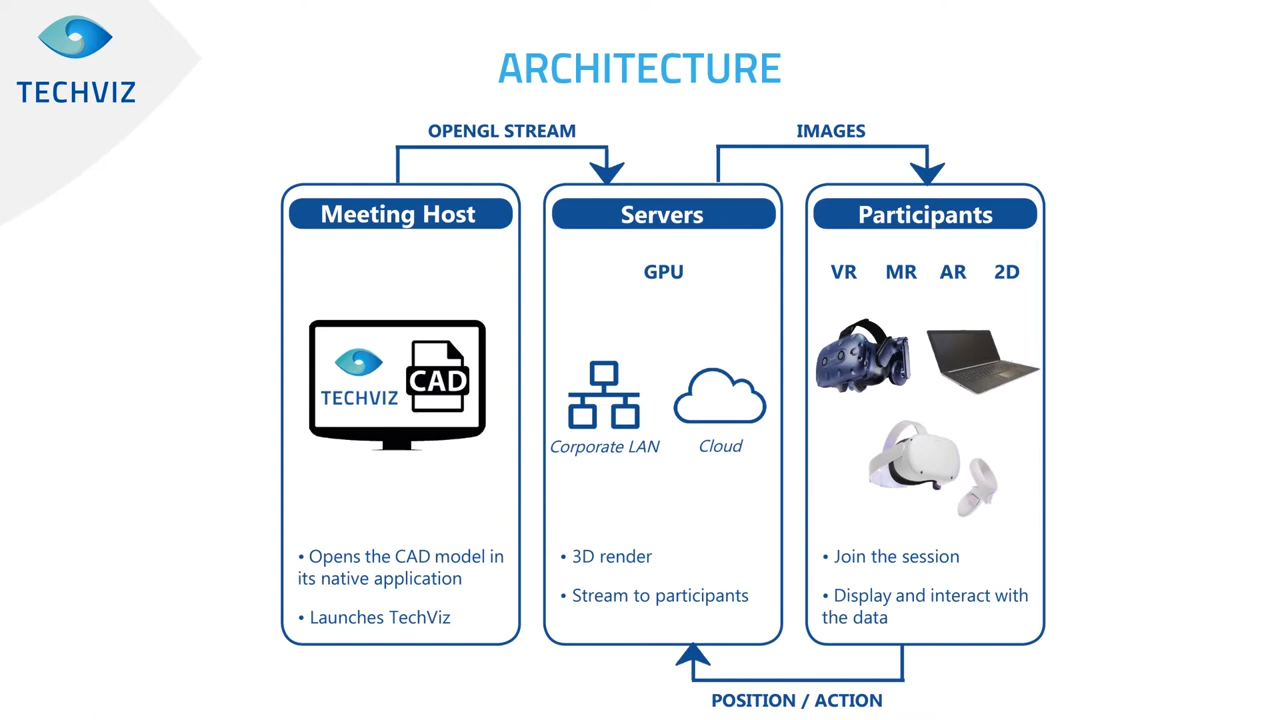 TECHVIZ
ARCHITECTURE
OPENGL STREAM
IMAGES
Meeting Host
Servers
Participants
GPU
VR MR AR 2D
TECHVIZ
CAD
Corporate LAN
Cloud
• Opens the CAD model in
its native application
• Launches TechViz
• 3D render
• Stream to participants
• Join the session
• Display and interact with
the data
POSITION / ACTION